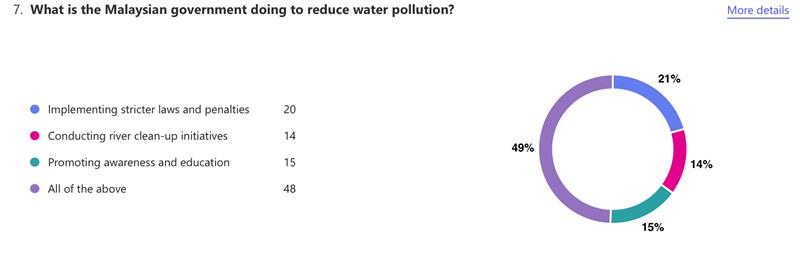 7. What is the Malaysian government doing to reduce water pollution?
More details
Implementing stricter laws and penalties 20
Conducting river clean-up initiatives 14
Promoting awareness and education 15
All of the above 48
21%
49%
14%
15%